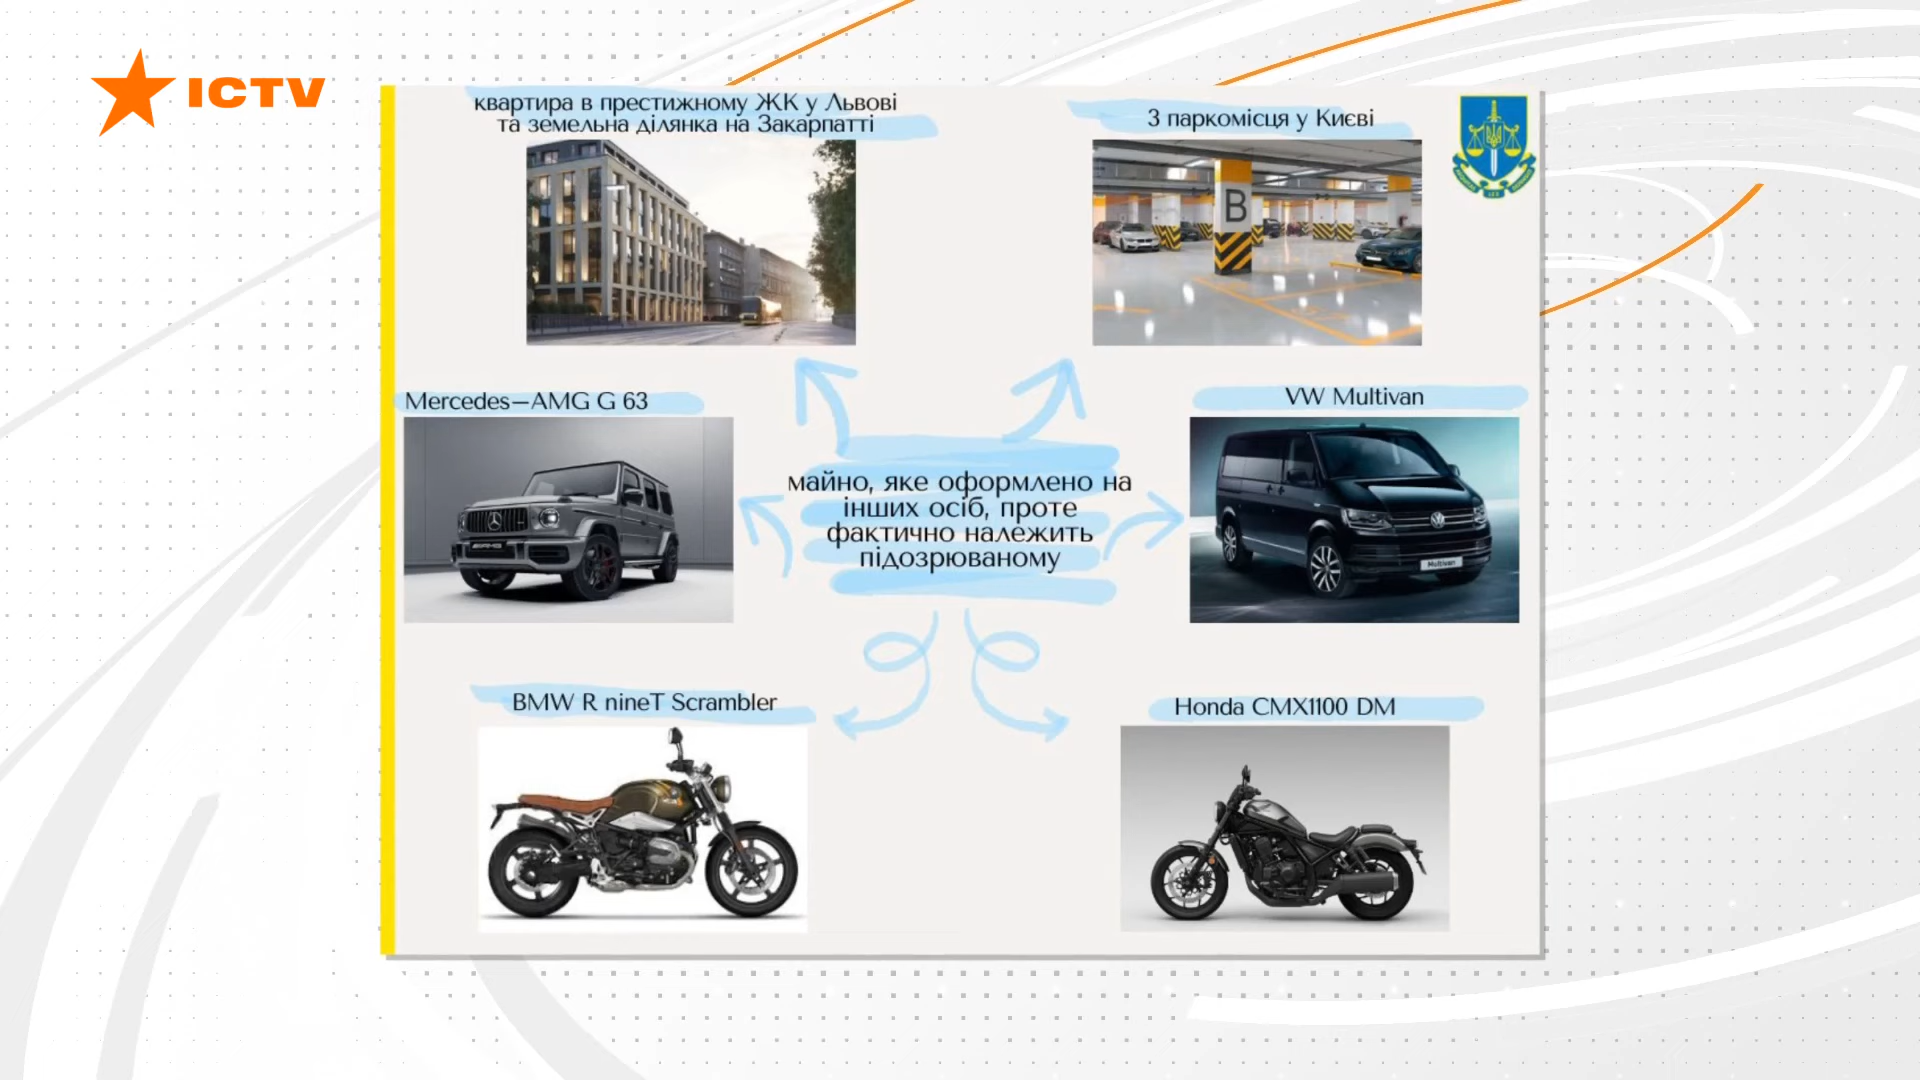 ICTV
квартира в престижному ЖК у Львові
та земельна ділянка на Закарпатті
3 паркомісця у Києві
B
Mercedes—AMG G 63
VW Multivan
майно, яке оформлено на
інших осіб, проте
фактично належить
підозрюваному
Multivan
BMW R nineT Scrambler
Honda CMX1100 DM